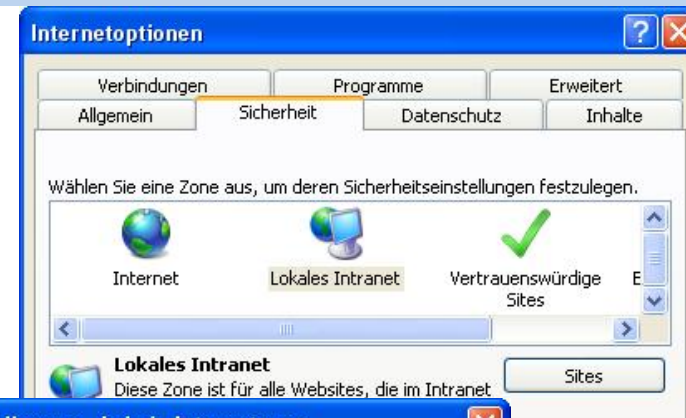 Internetoptionen
Verbindungen Programme Erweitert
Allgemein Sicherheit Datenschutz Inhalte
Wählen Sie eine Zone aus, um deren Sicherheitseinstellungen festzulegen.
Internet Lokales Intranet Vertrauenswürdige E
Sites
Lokales Intranet
Diese Zone ist für alle Websites, die im Intranet
Sites